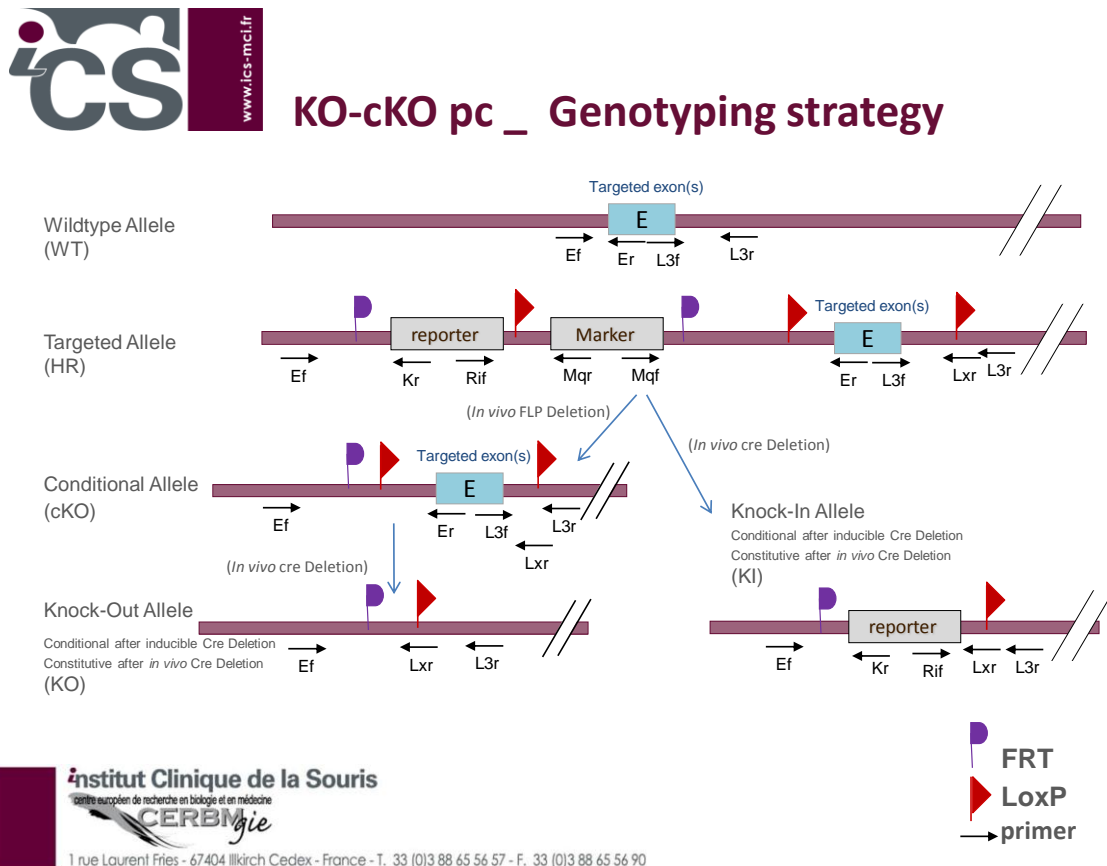 iCS
www.ics-mci.fr
KO-cKO pc _ Genotyping strategy
Targeted exon(s)
Wildtype Allele
(WT)
E
Ef
Er
L3f
L3r
Targeted exon(s)
Targeted Allele
(HR)
reporter
Marker
E
Ef
Kr
Rif
Mqr
Mqf
Er
L3f
Lxr
L3r
(In vivo FLP Deletion)
(In vivo cre Deletion)
Targeted exon(s)
Conditional Allele
(cKO)
E
Ef
Er
L3f
L3r
Lxr
Knock-In Allele
Conditional after inducible Cre Deletion
Constitutive after in vivo Cre Deletion
(KI)
(In vivo cre Deletion)
Knock-Out Allele
Conditional after inducible Cre Deletion
Constitutive after in vivo Cre Deletion
(KO)
Ef
Lxr
L3r
reporter
Ef
Kr
Rif
Lxr
L3r
FRT
LoxP
primer
institut Clinique de la Souris
centre européen de recherche en biologie et en médecine
CERBMgie
1 rue Laurent Fries - 67404 Illkirch Cedex - France - T. 33 (0)3 88 65 56 57 - F. 33 (0)3 88 65 56 90